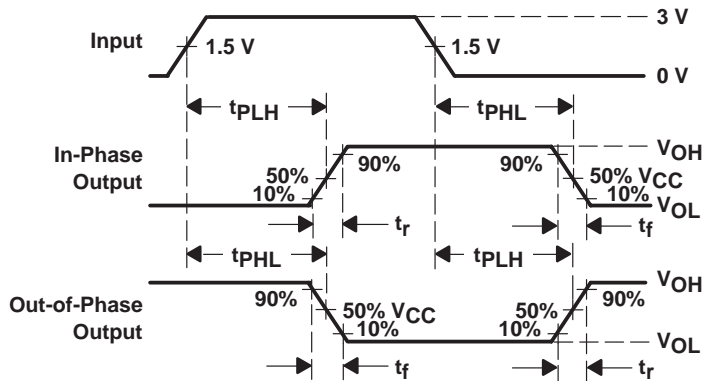 3 V
Input
1.5 V
1.5 V
0 V
tPLH
tPHL
In-Phase
Output
VOH
90%
90%
50%
50% VCC
10%
10%
VOL
tr
tf
tPHL
tPLH
Out-of-Phase
Output
VOH
90%
90%
50% VCC
50%
10%
10%
VOL
tf
tr